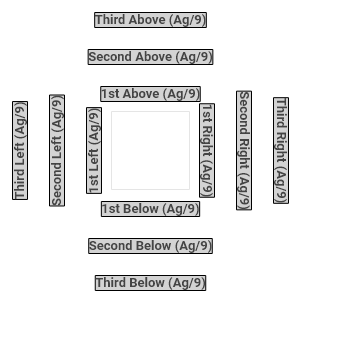 Third Above (Ag/9)
Second Above (Ag/9)
1st Above (Ag/9)
Third Left (Ag/9)
Second Left (Ag/9)
1st Left (Ag/9)
1st Right (Ag/9)
Second Right (Ag/9)
Third Right (Ag/9)
1st Below (Ag/9)
Second Below (Ag/9)
Third Below (Ag/9)